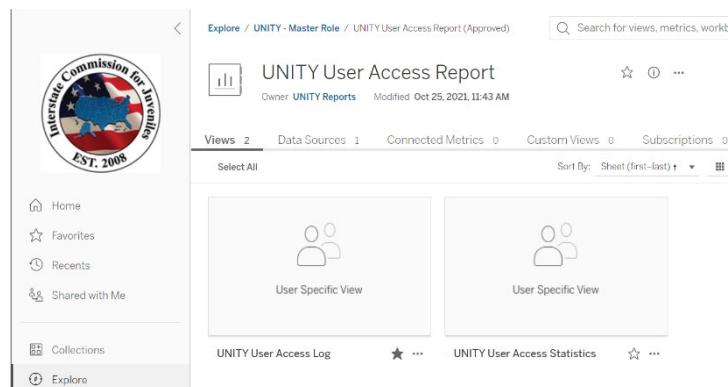 Explore / UNITY - Master Role / UNITY User Access Report (Approved)
Search for views, metrics, workb
Interstate Commission for Juveniles
EST. 2008
UNITY User Access Report
Owner UNITY Reports Modified Oct 25, 2021, 11:43 AM
Views 2 Data Sources 1 Connected Metrics 0 Custom Views 0 Subscriptions 0
Select All Sort By: Sheet (first–last) ↑
Home
Favorites
Recents
Shared with Me
Collections
Explore
User Specific View User Specific View
UNITY User Access Log UNITY User Access Statistics